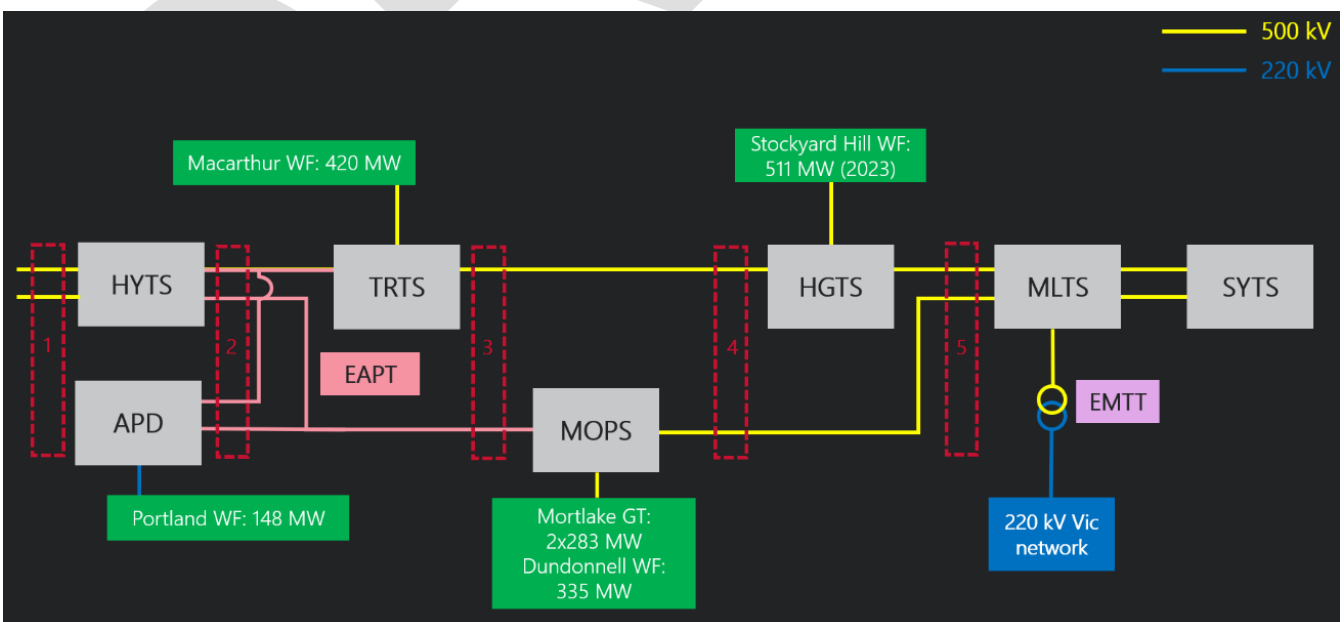 500 kV
220 kV
Macarthur WF: 420 MW
Stockyard Hill WF:
511 MW (2023)
HYTS
TRTS
HGTS
MLTS
SYTS
1
2
3
4
5
EAPT
EMTT
APD
MOPS
Portland WF: 148 MW
Mortlake GT:
2x283 MW
Dundonnell WF:
335 MW
220 kV Vic
network